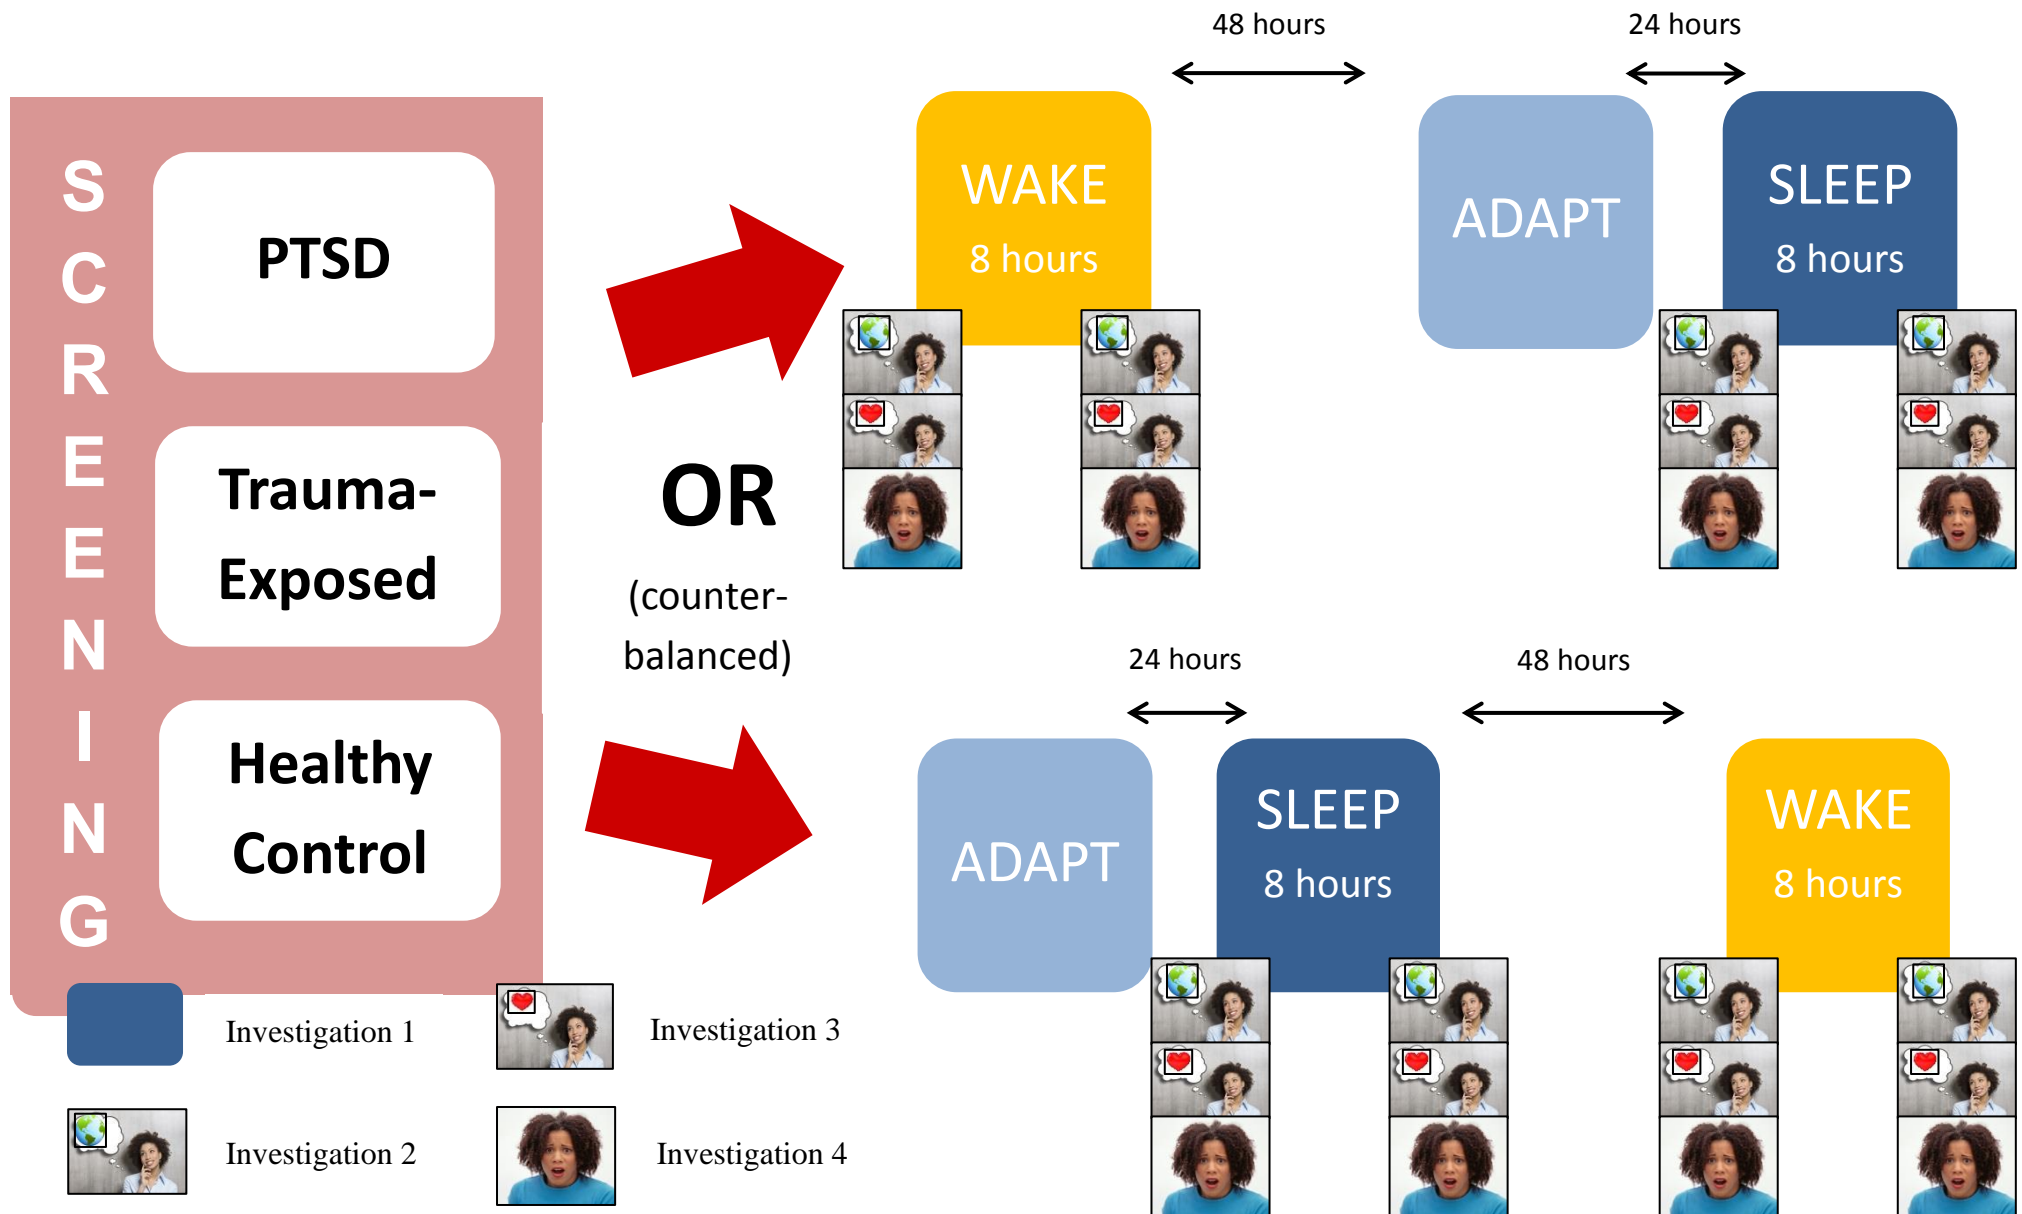 SCREENING
PTSD
Trauma-
Exposed
Healthy
Control
OR
(counter-
balanced)
48 hours
24 hours
WAKE
8 hours
ADAPT
SLEEP
8 hours
24 hours
48 hours
ADAPT
SLEEP
8 hours
WAKE
8 hours
Investigation 1
Investigation 3
Investigation 2
Investigation 4